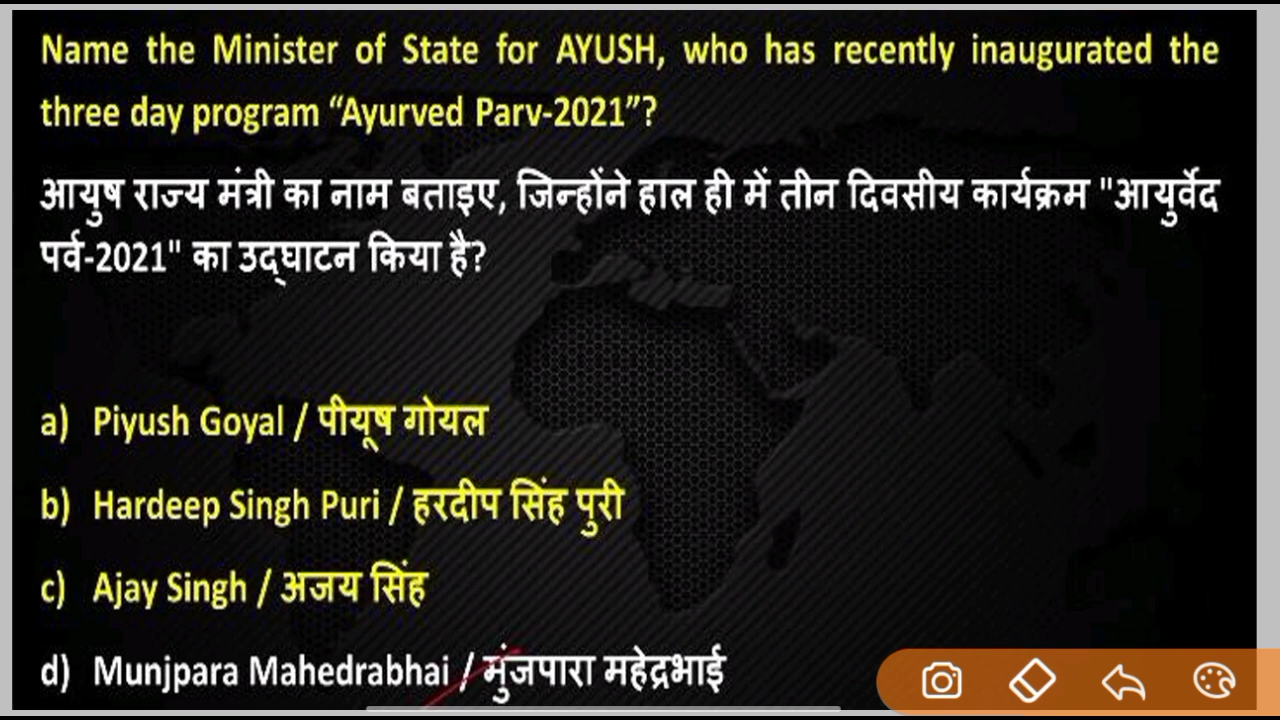 Name the Minister of State for AYUSH, who has recently inaugurated the
three day program “Ayurved Parv-2021”?
आयुष राज्य मंत्री का नाम बताइए, जिन्होंने हाल ही में तीन दिवसीय कार्यक्रम "आयुर्वेद
पर्व-2021" का उद्घाटन किया है?
a) Piyush Goyal / पीयूष गोयल
b) Hardeep Singh Puri / हरदीप सिंह पुरी
c) Ajay Singh / अजय सिंह
d) Munjpara Mahedrabhai / मुंजपारा महेद्रभाई